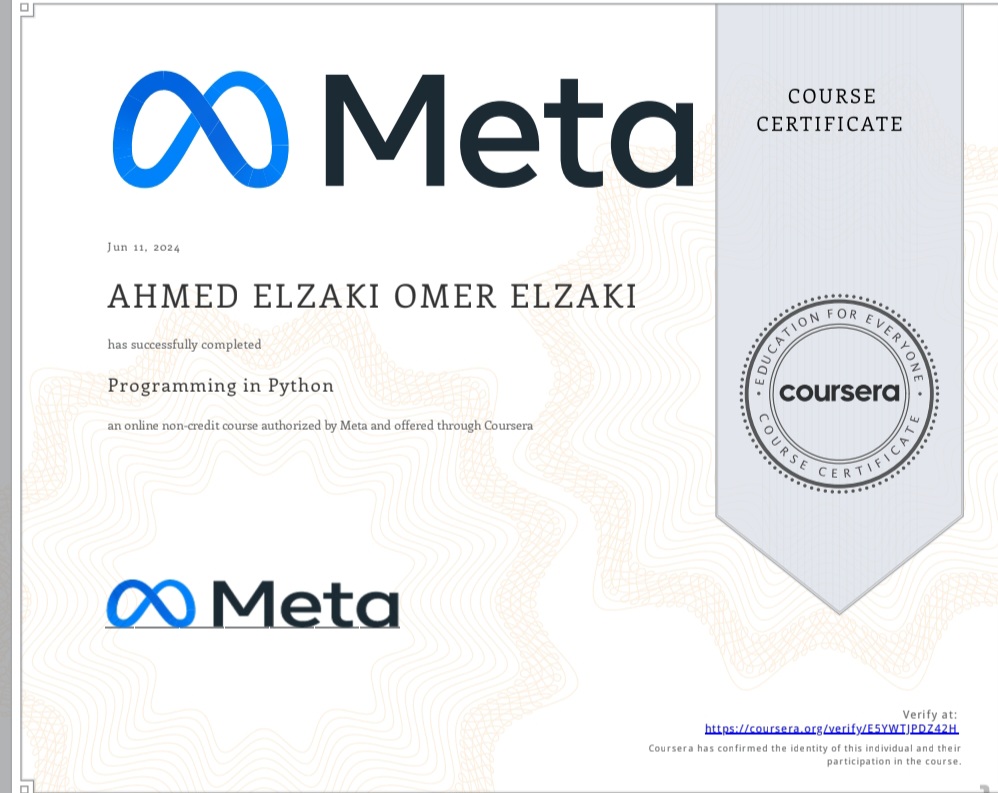 Meta
COURSE
CERTIFICATE
Jun 11, 2024
AHMED ELZAKI OMER ELZAKI
has successfully completed
Programming in Python
an online non-credit course authorized by Meta and offered through Coursera
EDUCATION FOR EVERYONE
coursera
COURSE CERTIFICATE
Meta
Verify at:
https://coursera.org/verify/E5YWTJPDZ42H
Coursera has confirmed the identity of this individual and their
participation in the course.